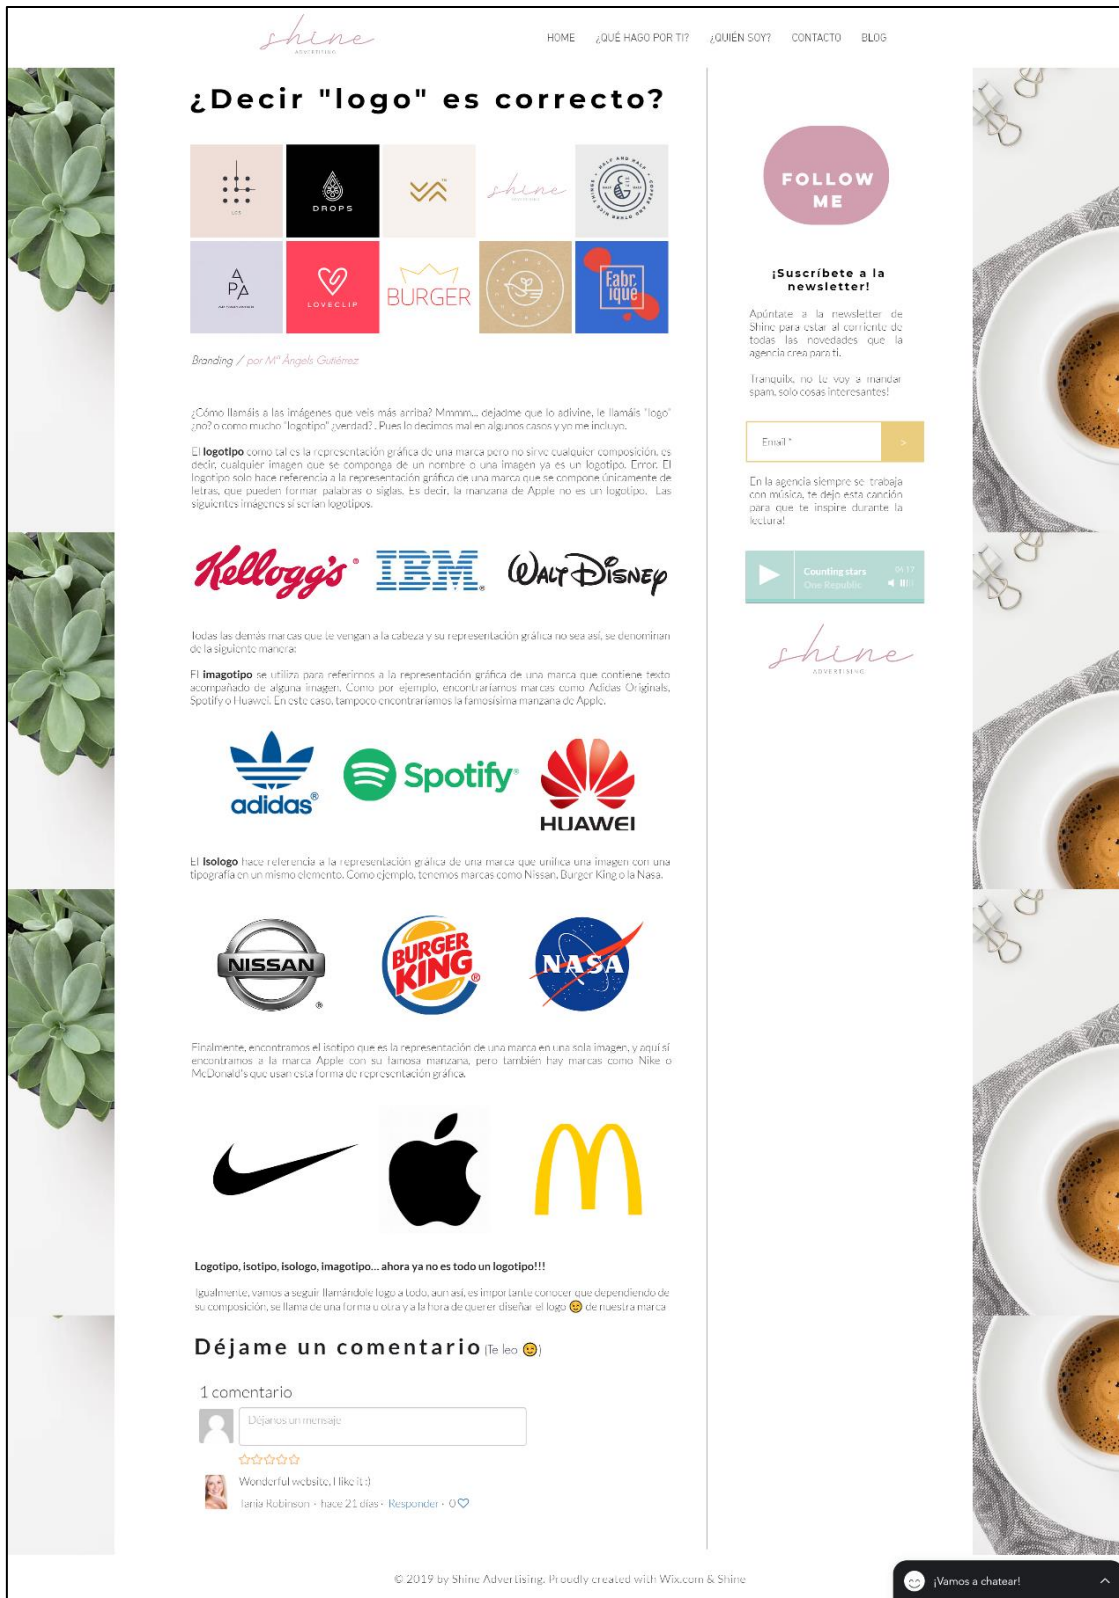 shine
ADVERTISING
HOME ¿QUÉ HAGO POR TI? ¿QUIÉN SOY? CONTACTO BLOG
¿Decir "logo" es correcto?
DROPS
shine
HALF AND HALF
APA
LOVECLIP
BURGER
Fabr
iqué
Branding / por Mª Àngels Gutiérrez
¿Cómo llamáis a las imágenes que veis más arriba? Mmmm... dejadme que lo adivine, le llamáis "logo"
¿no? o como mucho "logotipo" ¿verdad? . Pues lo decimos mal en algunos casos y yo me incluyo.
El logotipo como tal es la representación gráfica de una marca pero no sirve cualquier composición, es
decir, cualquier imagen que se componga de un nombre o una imagen ya es un logotipo. Error. El
logotipo solo hace referencia a la representación gráfica de una marca que se compone únicamente de
letras, que pueden formar palabras o siglas. Es decir, la manzana de Apple no es un logotipo. Las
siguientes imágenes sí serían logotipos.
Kellogg's® IBM® WALT DISNEY
Todas las demás marcas que te vengan a la cabeza y su representación gráfica no sea así, se denominan
de la siguiente manera:
El imagotipo se utiliza para referirnos a la representación gráfica de una marca que contiene texto
acompañado de alguna imagen. Como por ejemplo, encontraríamos marcas como Adidas Originals,
Spotify o Huawei. En este caso, tampoco encontraríamos la famosísima manzana de Apple.
adidas® Spotify® HUAWEI
El isologo hace referencia a la representación gráfica de una marca que unifica una imagen con una
tipografía en un mismo elemento. Como ejemplo, tenemos marcas como Nissan, Burger King o la Nasa.
NISSAN ®
BURGER
KING ®
NASA
Finalmente, encontramos el isotipo que es la representación de una marca en una sola imagen, y aquí sí
encontramos a la marca Apple con su famosa manzana, pero también hay marcas como Nike o
McDonald's que usan esta forma de representación gráfica.
Logotipo, isotipo, isologo, imagotipo... ahora ya no es todo un logotipo!!!
Igualmente, vamos a seguir llamándole logo a todo, aun así, es importante conocer que dependiendo de
su composición, se llama de una forma u otra y a la hora de querer diseñar el logo 😉 de nuestra marca
Déjame un comentario (Te leo 😉)
1 comentario
Déjanos un mensaje
Wonderful website, I like it :)
Tania Robinson · hace 21 días · Responder · 0
FOLLOW
ME
¡Suscríbete a la
newsletter!
Apúntate a la newsletter de
Shine para estar al corriente de
todas las novedades que la
agencia crea para ti.
Tranquilx, no te voy a mandar
spam, solo cosas interesantes!
Email * >
En la agencia siempre se trabaja
con música, te dejo esta canción
para que te inspire durante la
lectura!
Counting stars 04:17
One Republic
shine
ADVERTISING
© 2019 by Shine Advertising. Proudly created with Wix.com & Shine
¡Vamos a chatear!